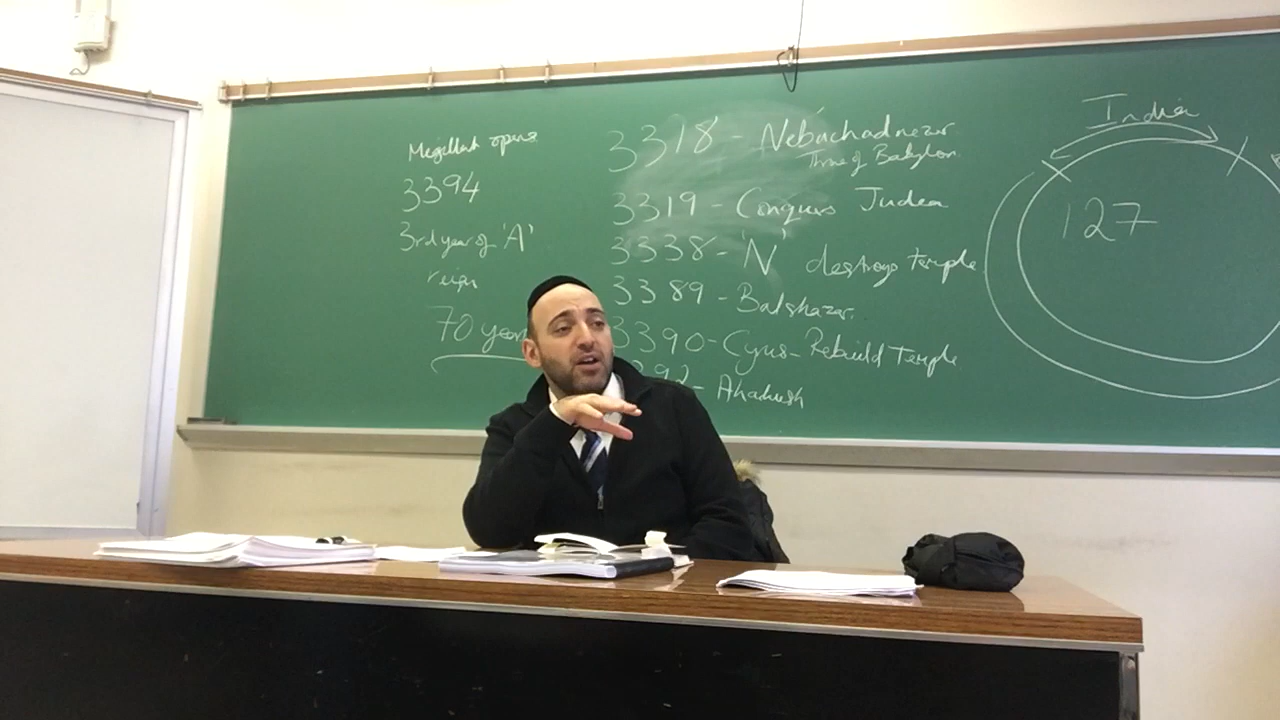 Megillah opens
3394
3rd year of 'A'
reign
70 years
3318 - Nebuchadnezar
Throne of Babylon
3319 - Conquers Judea
3338 - 'N' destroys temple
3389 - Balshazar
3390 - Cyrus - Rebuild Temple
92 -
India
127